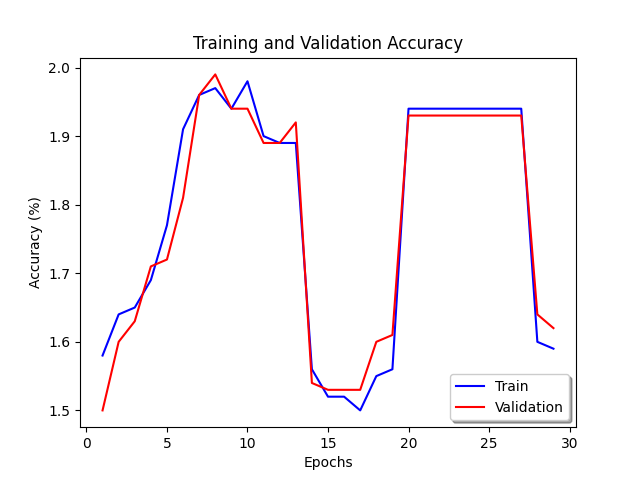 Training and Validation Accuracy
2.0
1.9
1.8
1.7
1.6
1.5
Accuracy (%)
0
5
10
15
20
25
30
Epochs
Train
Validation